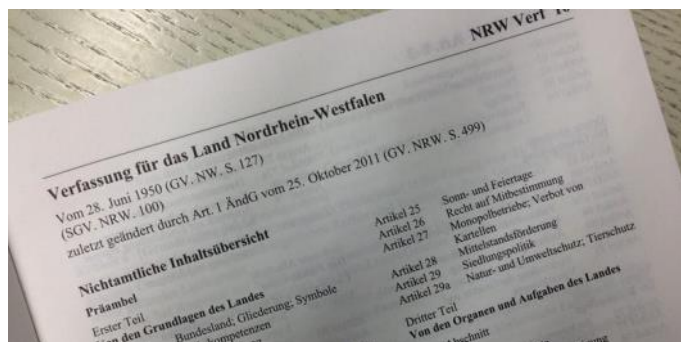 NRW Verf
Verfassung für das Land Nordrhein-Westfalen
Vom 28. Juni 1950 (GV. NW. S. 127)
(SGV. NRW. 100)
zuletzt geändert durch Art. 1 ÄndG vom 25. Oktober 2011 (GV. NRW. S. 499)
Nichtamtliche Inhaltsübersicht
Präambel
Erster Teil
Von den Grundlagen des Landes
Bundesland; Gliederung; Symbole
Artikel 25 Sonn- und Feiertage
Artikel 26 Recht auf Mitbestimmung
Artikel 27 Monopolbetriebe; Verbot von
Kartellen
Artikel 28 Mittelstandsförderung
Artikel 29 Siedlungspolitik
Artikel 29a Natur- und Umweltschutz; Tierschutz
Dritter Teil
Von den Organen und Aufgaben des Landes